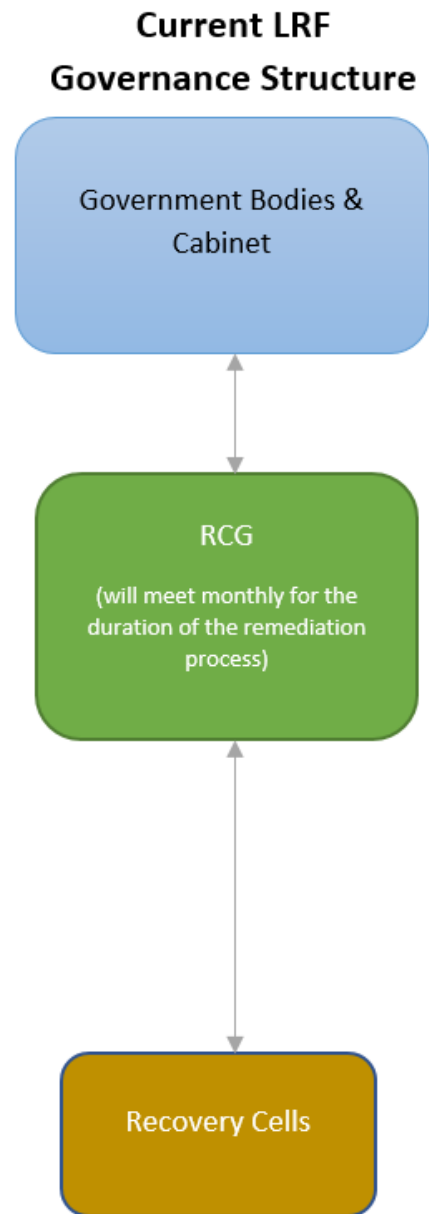 Current LRF
Governance Structure
Government Bodies &
Cabinet
RCG
(will meet monthly for the
duration of the remediation
process)
Recovery Cells